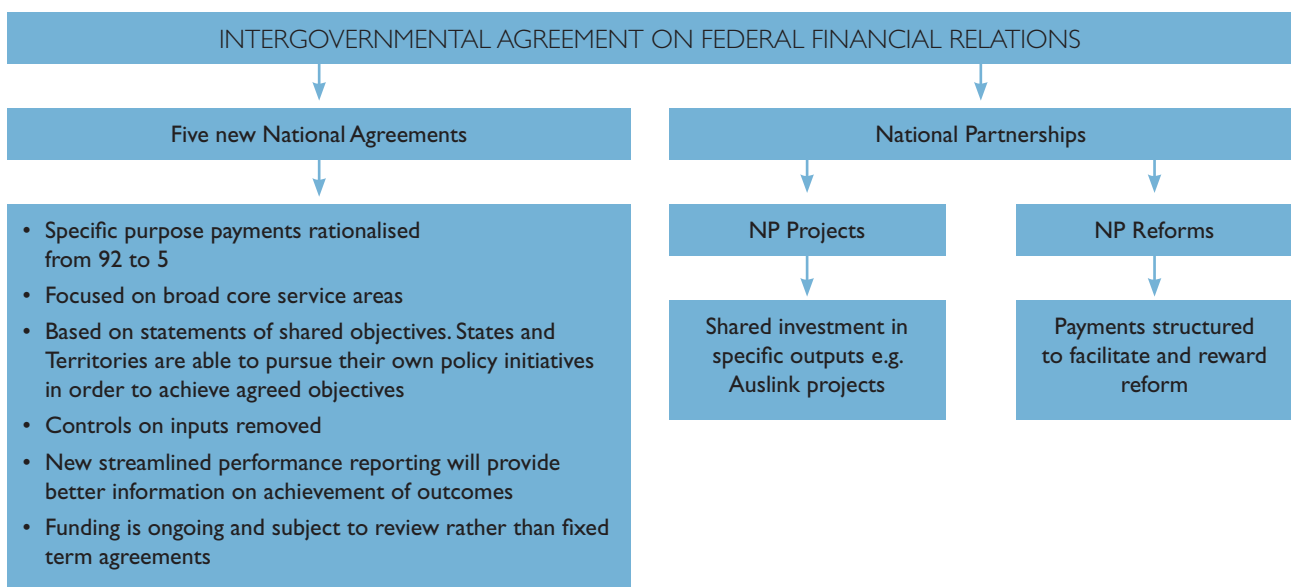 INTERGOVERNMENTAL AGREEMENT ON FEDERAL FINANCIAL RELATIONS
Five new National Agreements
• Specific purpose payments rationalised
from 92 to 5
• Focused on broad core service areas
• Based on statements of shared objectives. States and
Territories are able to pursue their own policy initiatives
in order to achieve agreed objectives
• Controls on inputs removed
• New streamlined performance reporting will provide
better information on achievement of outcomes
• Funding is ongoing and subject to review rather than fixed
term agreements
National Partnerships
NP Projects
Shared investment in
specific outputs e.g.
Auslink projects
NP Reforms
Payments structured
to facilitate and reward
reform